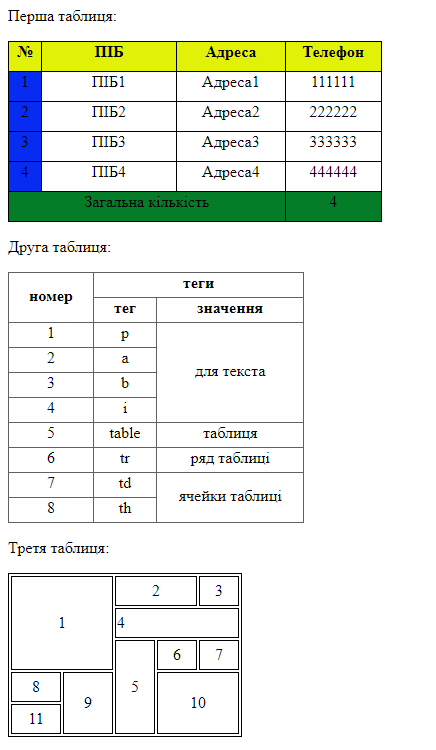 Перша таблиця:
№ ПІБ Адреса Телефон
1 ПІБ1 Адреса1 111111
2 ПІБ2 Адреса2 222222
3 ПІБ3 Адреса3 333333
4 ПІБ4 Адреса4 444444
Загальна кількість 4
Друга таблиця:
номер теги
тег значення
1 p
2 a
для текста
3 b
4 i
5 table таблиця
6 tr ряд таблиці
7 td
ячейки таблиці
8 th
Третя таблиця:
2 3
1 4
6 7
8
9 5 10
11